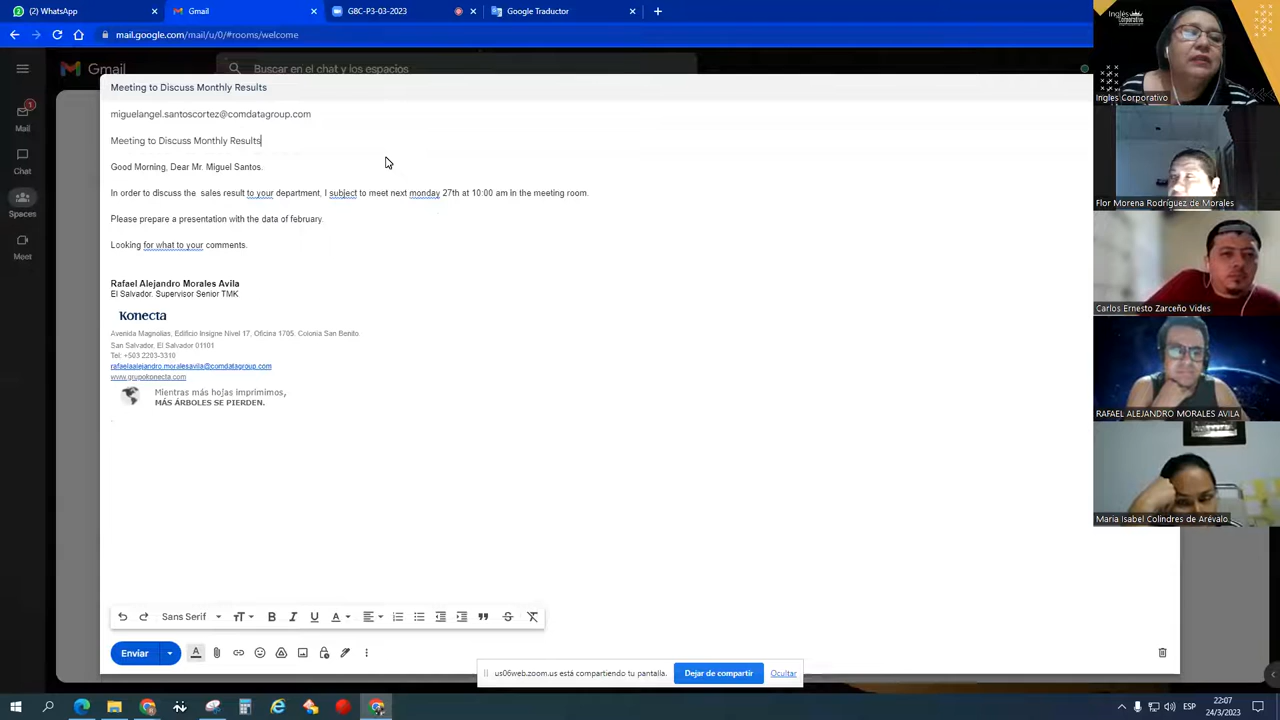 (2) WhatsApp
Gmail
GBC-P3-03-2023
Google Traductor
mail.google.com/mail/u/0/#rooms/welcome
Gmail
Buscar en el chat y los espacios
1
Mail
Chat
Spaces
Meet
Meeting to Discuss Monthly Results
miguelangel.santoscortez@comdatagroup.com
Meeting to Discuss Monthly Results
Good Morning, Dear Mr. Miguel Santos.
In order to discuss the sales result to your department, I subject to meet next monday 27th at 10:00 am in the meeting room.
Please prepare a presentation with the data of february.
Looking for what to your comments.
Rafael Alejandro Morales Avila
El Salvador. Supervisor Senior TMK
Konecta
Avenida Magnolias, Edificio Insigne Nivel 17, Oficina 1705. Colonia San Benito.
San Salvador, El Salvador 01101
Tel: +503 2203-3310
rafaelaalejandro.moralesavila@comdatagroup.com
www.grupokonecta.com
Mientras más hojas imprimimos,
MÁS ÁRBOLES SE PIERDEN.
Sans Serif
Enviar
us06web.zoom.us está compartiendo tu pantalla.
Dejar de compartir
Ocultar
Inglés
Corporativo
Ingles Corporativo
Flor Morena Rodríguez de Morales
Carlos Ernesto Zarceño Vides
RAFAEL ALEJANDRO MORALES AVILA
Maria Isabel Colindres de Arévalo
ESP
22:07
24/3/2023